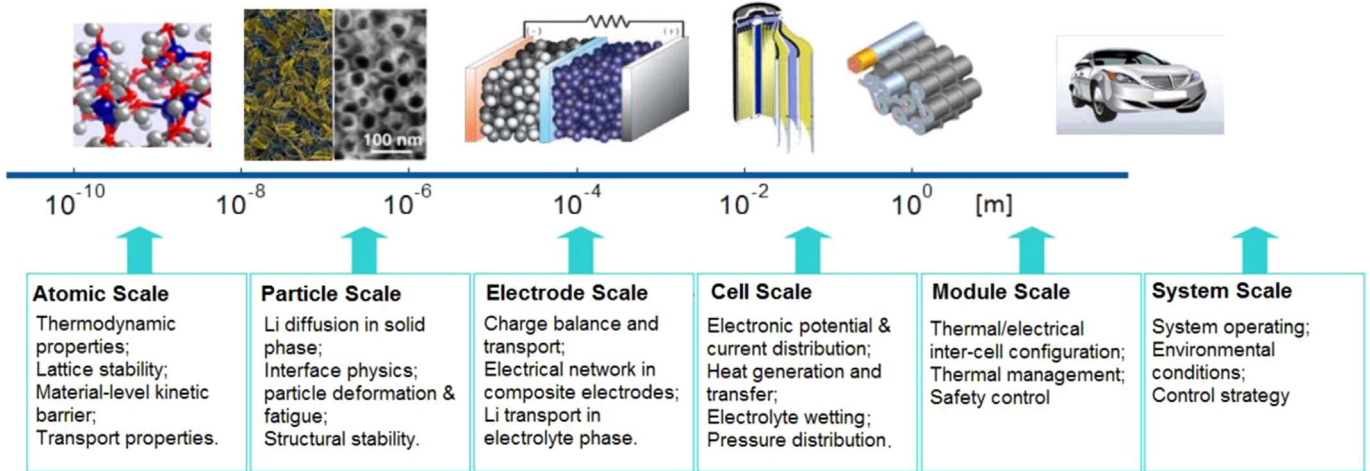 (-)
(+)
100 nm
10⁻¹⁰
10⁻⁸
10⁻⁶
10⁻⁴
10⁻²
10⁰
[m]
Atomic Scale
Thermodynamic
properties;
Lattice stability;
Material-level kinetic
barrier;
Transport properties.
Particle Scale
Li diffusion in solid
phase;
Interface physics;
particle deformation &
fatigue;
Structural stability.
Electrode Scale
Charge balance and
transport;
Electrical network in
composite electrodes;
Li transport in
electrolyte phase.
Cell Scale
Electronic potential &
current distribution;
Heat generation and
transfer;
Electrolyte wetting;
Pressure distribution.
Module Scale
Thermal/electrical
inter-cell configuration;
Thermal management;
Safety control
System Scale
System operating;
Environmental
conditions;
Control strategy